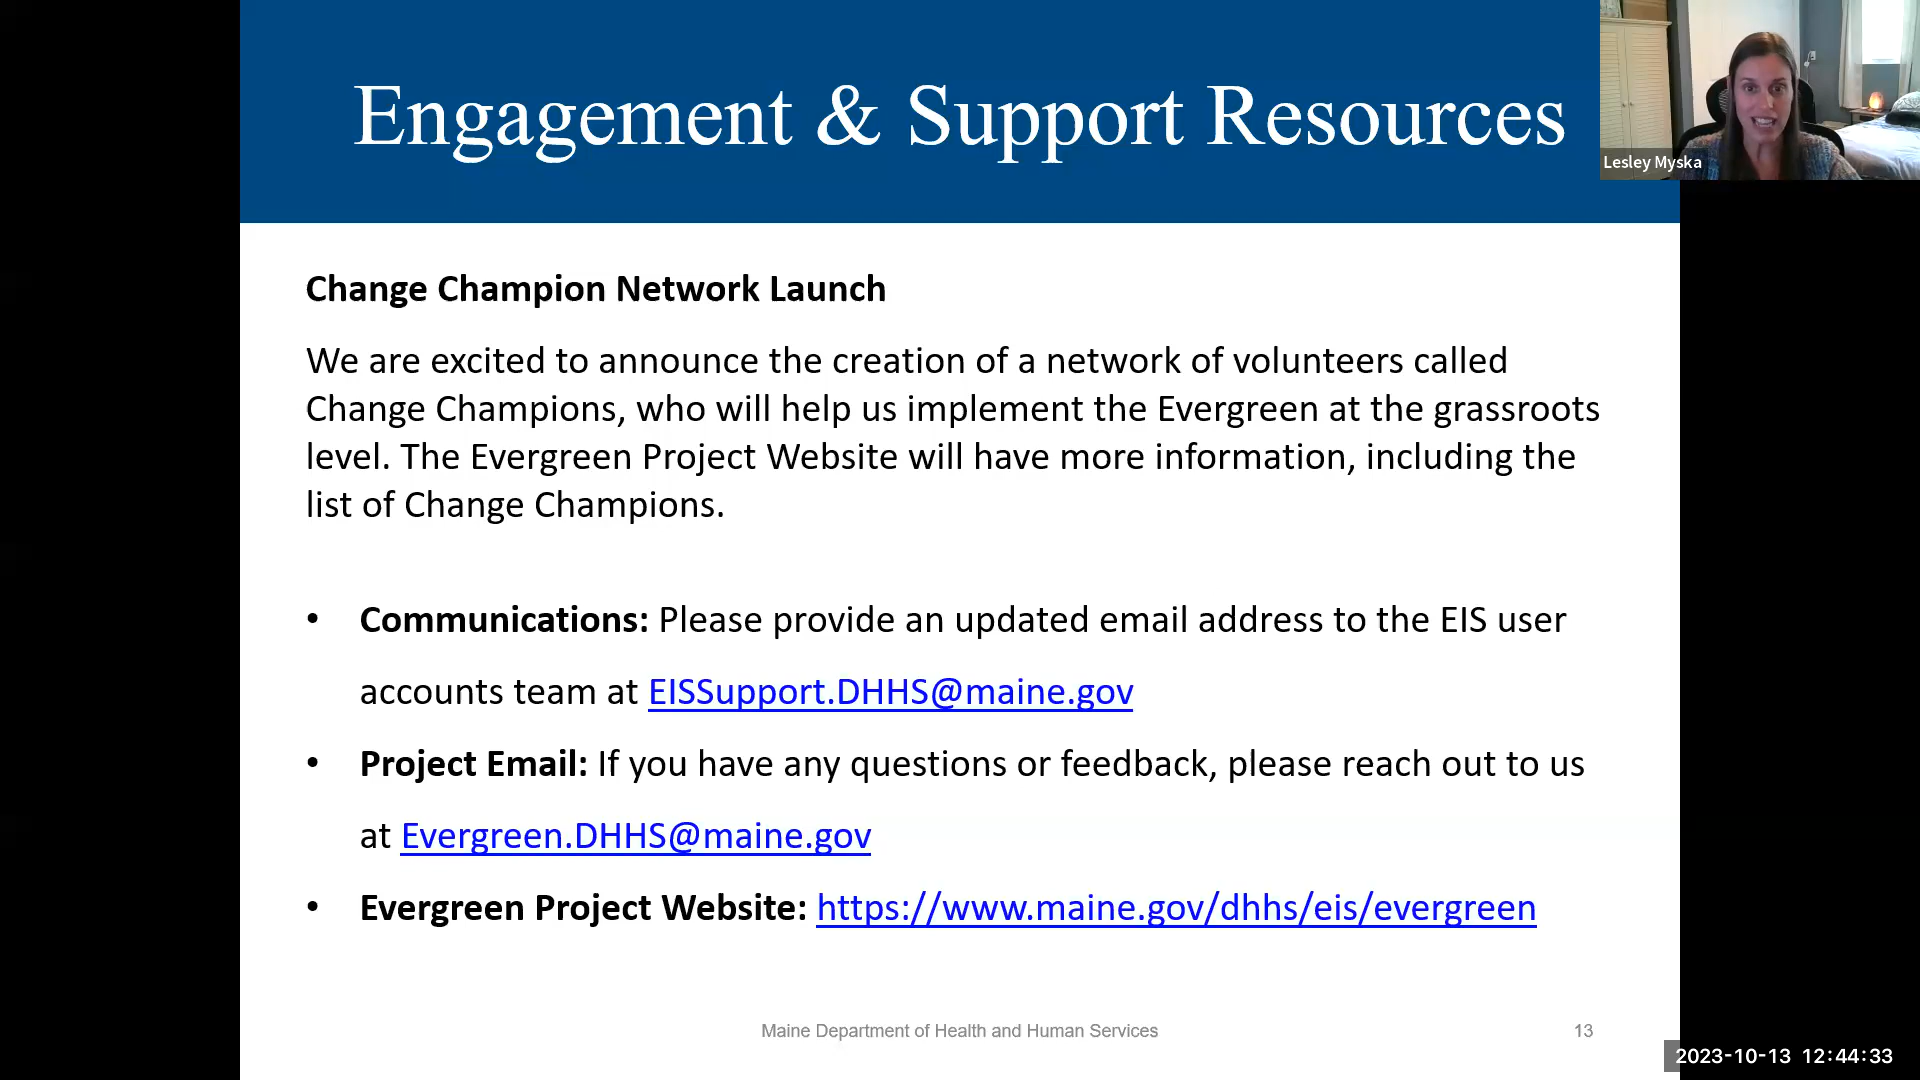 Engagement & Support Resources
Lesley Myska
Change Champion Network Launch
We are excited to announce the creation of a network of volunteers called
Change Champions, who will help us implement the Evergreen at the grassroots
level. The Evergreen Project Website will have more information, including the
list of Change Champions.
• Communications: Please provide an updated email address to the EIS user
accounts team at EISSupport.DHHS@maine.gov
• Project Email: If you have any questions or feedback, please reach out to us
at Evergreen.DHHS@maine.gov
• Evergreen Project Website: https://www.maine.gov/dhhs/eis/evergreen
Maine Department of Health and Human Services
13
2023-10-13 12:44:33